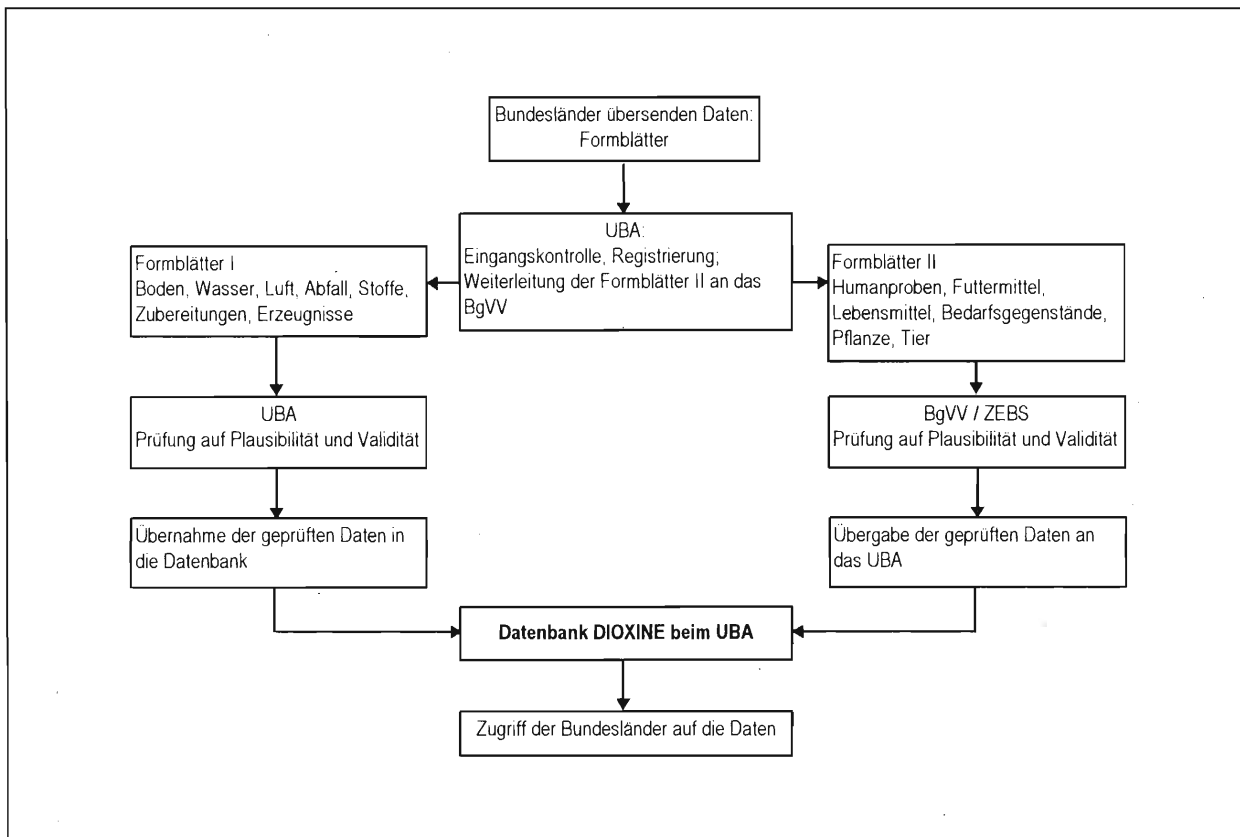 Bundesländer übersenden Daten:
Formblätter
UBA:
Eingangskontrolle, Registrierung;
Weiterleitung der Formblätter II an das
BgVV
Formblätter I
Boden, Wasser, Luft, Abfall, Stoffe,
Zubereitungen, Erzeugnisse
Formblätter II
Humanproben, Futtermittel,
Lebensmittel, Bedarfsgegenstände,
Pflanze, Tier
UBA
Prüfung auf Plausibilität und Validität
BgVV / ZEBS
Prüfung auf Plausibilität und Validität
Übernahme der geprüften Daten in
die Datenbank
Übergabe der geprüften Daten an
das UBA
Datenbank DIOXINE beim UBA
Zugriff der Bundesländer auf die Daten